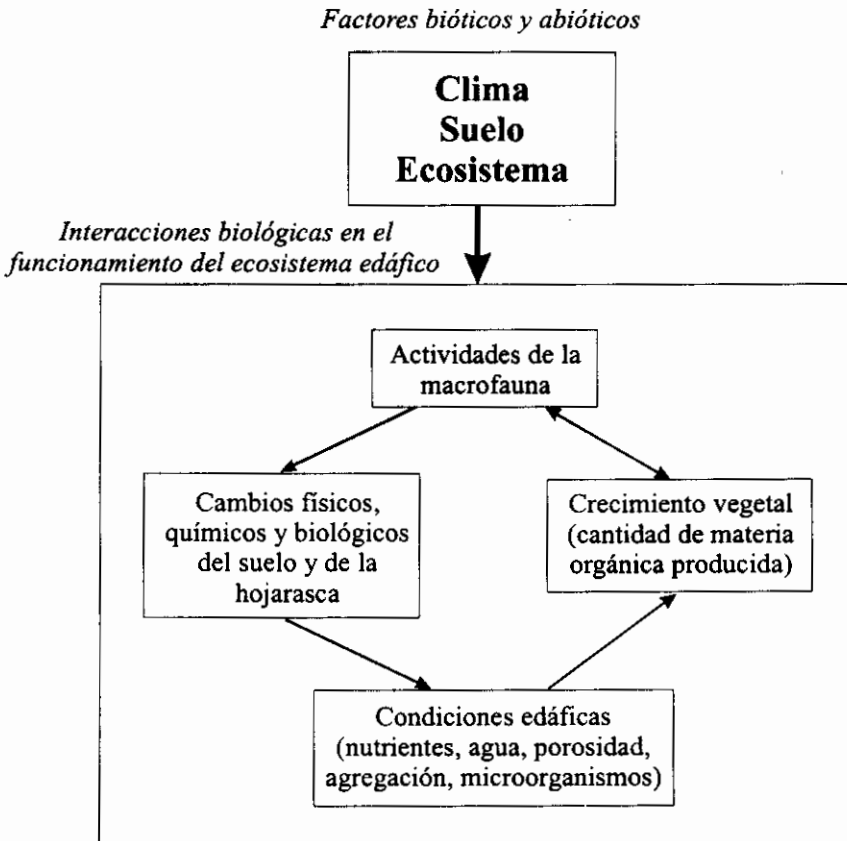 Factores bióticos y abióticos
Clima
Suelo
Ecosistema
Interacciones biológicas en el
funcionamiento del ecosistema edáfico
Actividades de la
macrofauna
Cambios físicos,
químicos y biológicos
del suelo y de la
hojarasca
Crecimiento vegetal
(cantidad de materia
orgánica producida)
Condiciones edáficas
(nutrientes, agua, porosidad,
agregación, microorganismos)